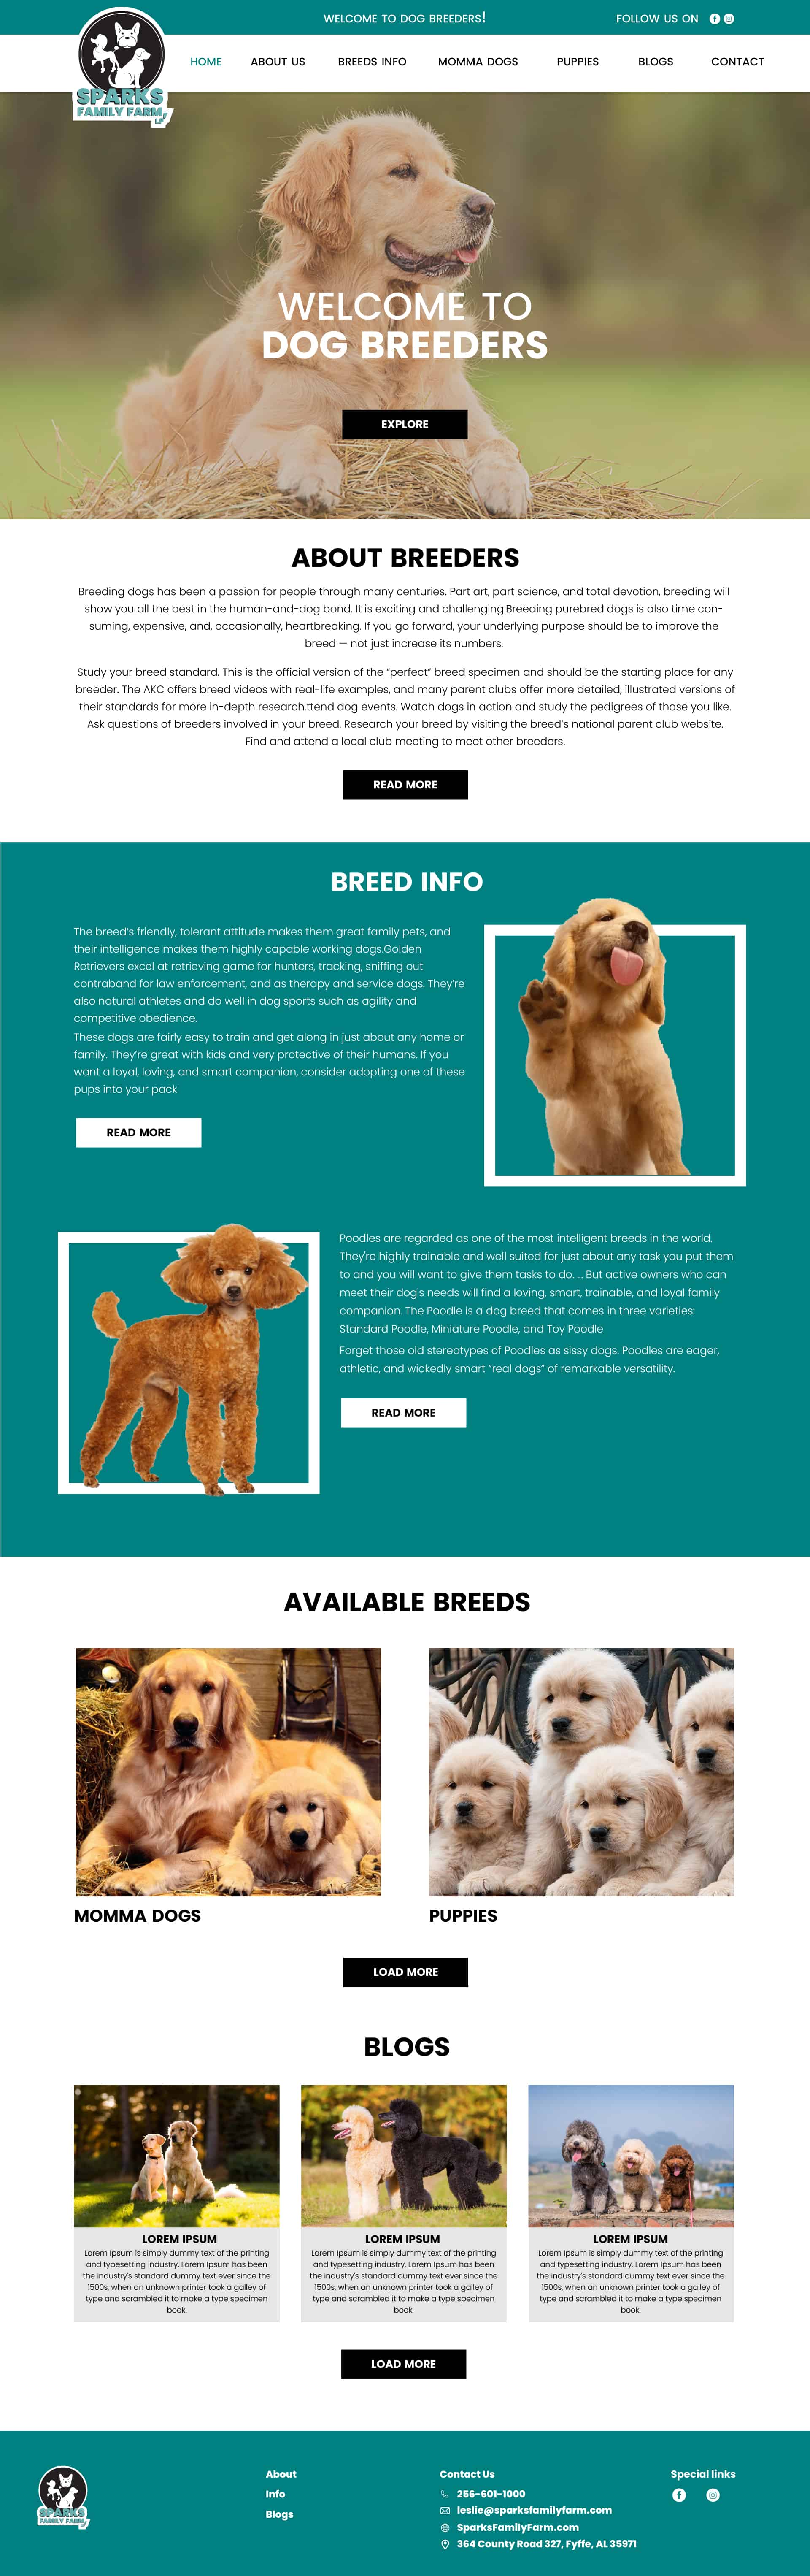 WELCOME TO DOG BREEDERS!
FOLLOW US ON
SPARKS
FAMILY FARM
LP
HOME
ABOUT US
BREEDS INFO
MOMMA DOGS
PUPPIES
BLOGS
CONTACT
WELCOME TO
DOG BREEDERS
EXPLORE
ABOUT BREEDERS
Breeding dogs has been a passion for people through many centuries. Part art, part science, and total devotion, breeding will
show you all the best in the human-and-dog bond. It is exciting and challenging.Breeding purebred dogs is also time con-
suming, expensive, and, occasionally, heartbreaking. If you go forward, your underlying purpose should be to improve the
breed — not just increase its numbers.
Study your breed standard. This is the official version of the “perfect” breed specimen and should be the starting place for any
breeder. The AKC offers breed videos with real-life examples, and many parent clubs offer more detailed, illustrated versions of
their standards for more in-depth research.ttend dog events. Watch dogs in action and study the pedigrees of those you like.
Ask questions of breeders involved in your breed. Research your breed by visiting the breed’s national parent club website.
Find and attend a local club meeting to meet other breeders.
READ MORE
BREED INFO
The breed’s friendly, tolerant attitude makes them great family pets, and
their intelligence makes them highly capable working dogs.Golden
Retrievers excel at retrieving game for hunters, tracking, sniffing out
contraband for law enforcement, and as therapy and service dogs. They’re
also natural athletes and do well in dog sports such as agility and
competitive obedience.
These dogs are fairly easy to train and get along in just about any home or
family. They’re great with kids and very protective of their humans. If you
want a loyal, loving, and smart companion, consider adopting one of these
pups into your pack
READ MORE
Poodles are regarded as one of the most intelligent breeds in the world.
They're highly trainable and well suited for just about any task you put them
to and you will want to give them tasks to do. ... But active owners who can
meet their dog's needs will find a loving, smart, trainable, and loyal family
companion. The Poodle is a dog breed that comes in three varieties:
Standard Poodle, Miniature Poodle, and Toy Poodle
Forget those old stereotypes of Poodles as sissy dogs. Poodles are eager,
athletic, and wickedly smart “real dogs” of remarkable versatility.
READ MORE
AVAILABLE BREEDS
MOMMA DOGS
PUPPIES
LOAD MORE
BLOGS
LOREM IPSUM
Lorem Ipsum is simply dummy text of the printing
and typesetting industry. Lorem Ipsum has been
the industry's standard dummy text ever since the
1500s, when an unknown printer took a galley of
type and scrambled it to make a type specimen
book.
LOREM IPSUM
Lorem Ipsum is simply dummy text of the printing
and typesetting industry. Lorem Ipsum has been
the industry's standard dummy text ever since the
1500s, when an unknown printer took a galley of
type and scrambled it to make a type specimen
book.
LOREM IPSUM
Lorem Ipsum is simply dummy text of the printing
and typesetting industry. Lorem Ipsum has been
the industry's standard dummy text ever since the
1500s, when an unknown printer took a galley of
type and scrambled it to make a type specimen
book.
LOAD MORE
SPARKS
FAMILY FARM
LP
About
Info
Blogs
Contact Us
256-601-1000
leslie@sparksfamilyfarm.com
SparksFamilyFarm.com
364 County Road 327, Fyffe, AL 35971
Special links